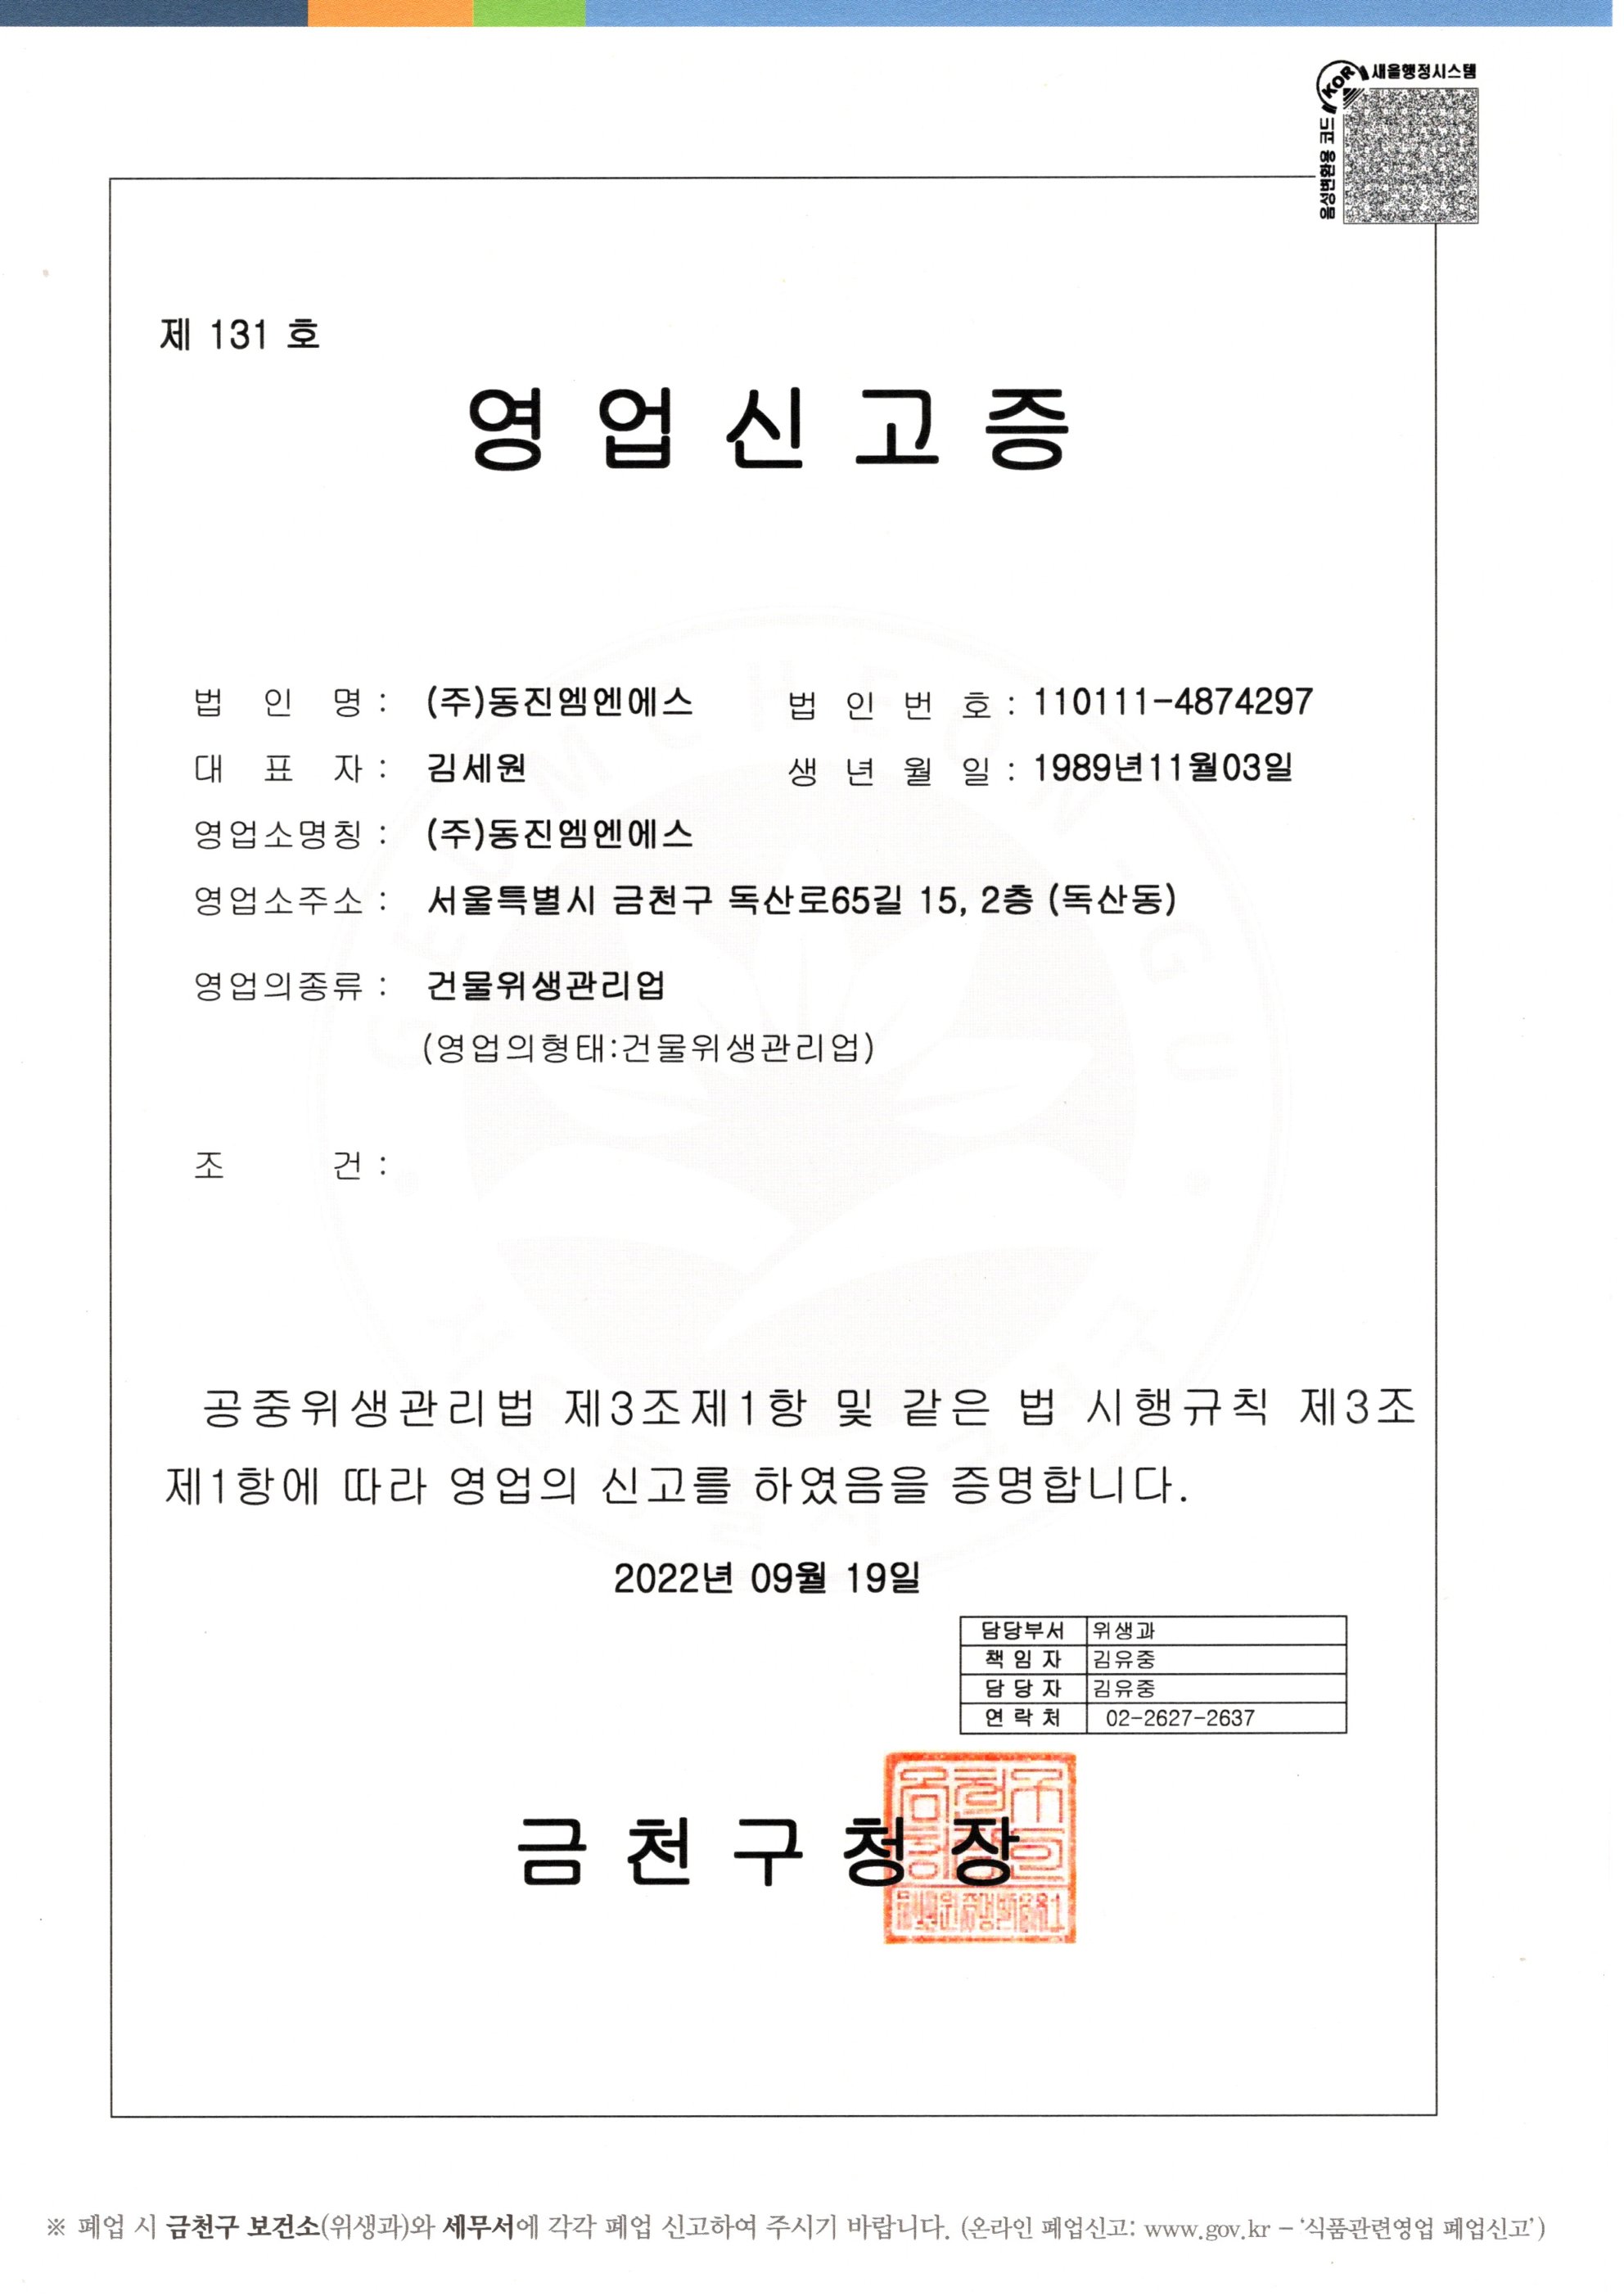 새올행정시스템
KOR
음성변환용 코드
제 131 호
영업신고증
법 인 명 : (주)동진엠엔에스 법 인 번 호 : 110111-4874297
대 표 자 : 김세원 생 년 월 일 : 1989년11월03일
영업소명칭 : (주)동진엠엔에스
영업소주소 : 서울특별시 금천구 독산로65길 15, 2층 (독산동)
영업의종류 : 건물위생관리업
(영업의형태:건물위생관리업)
조 건 :
공중위생관리법 제3조제1항 및 같은 법 시행규칙 제3조
제1항에 따라 영업의 신고를 하였음을 증명합니다.
2022년 09월 19일
담당부서 위생과
책 임 자 김유중
담 당 자 김유중
연 락 처 02-2627-2637
금 천 구 청 장
※ 폐업 시 금천구 보건소(위생과)와 세무서에 각각 폐업 신고하여 주시기 바랍니다. (온라인 폐업신고: www.gov.kr - '식품관련영업 폐업신고')